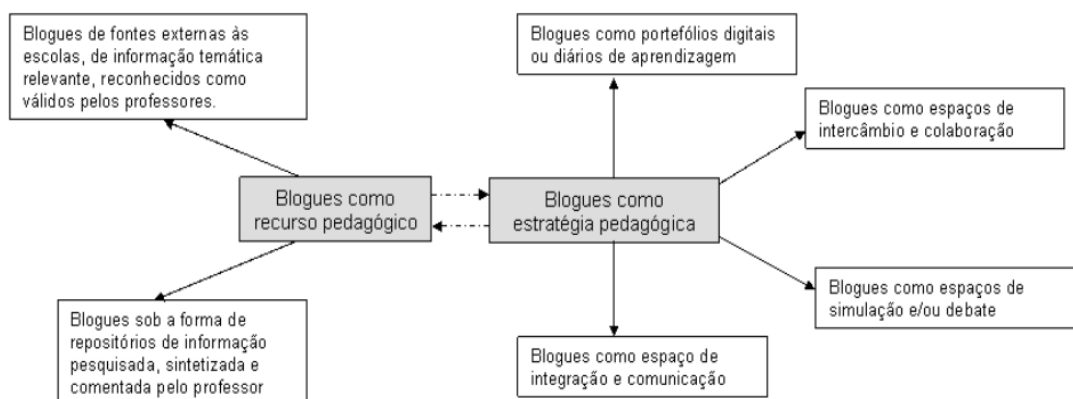 Blogues de fontes externas às
escolas, de informação temática
relevante, reconhecidos como
válidos pelos professores.
Blogues como portefólios digitais
ou diários de aprendizagem
Blogues como espaços de
intercâmbio e colaboração
Blogues como
recurso pedagógico
Blogues como
estratégia pedagógica
Blogues como espaços de
simulação e/ou debate
Blogues sob a forma de
repositórios de informação
pesquisada, sintetizada e
comentada pelo professor
Blogues como espaço de
integração e comunicação